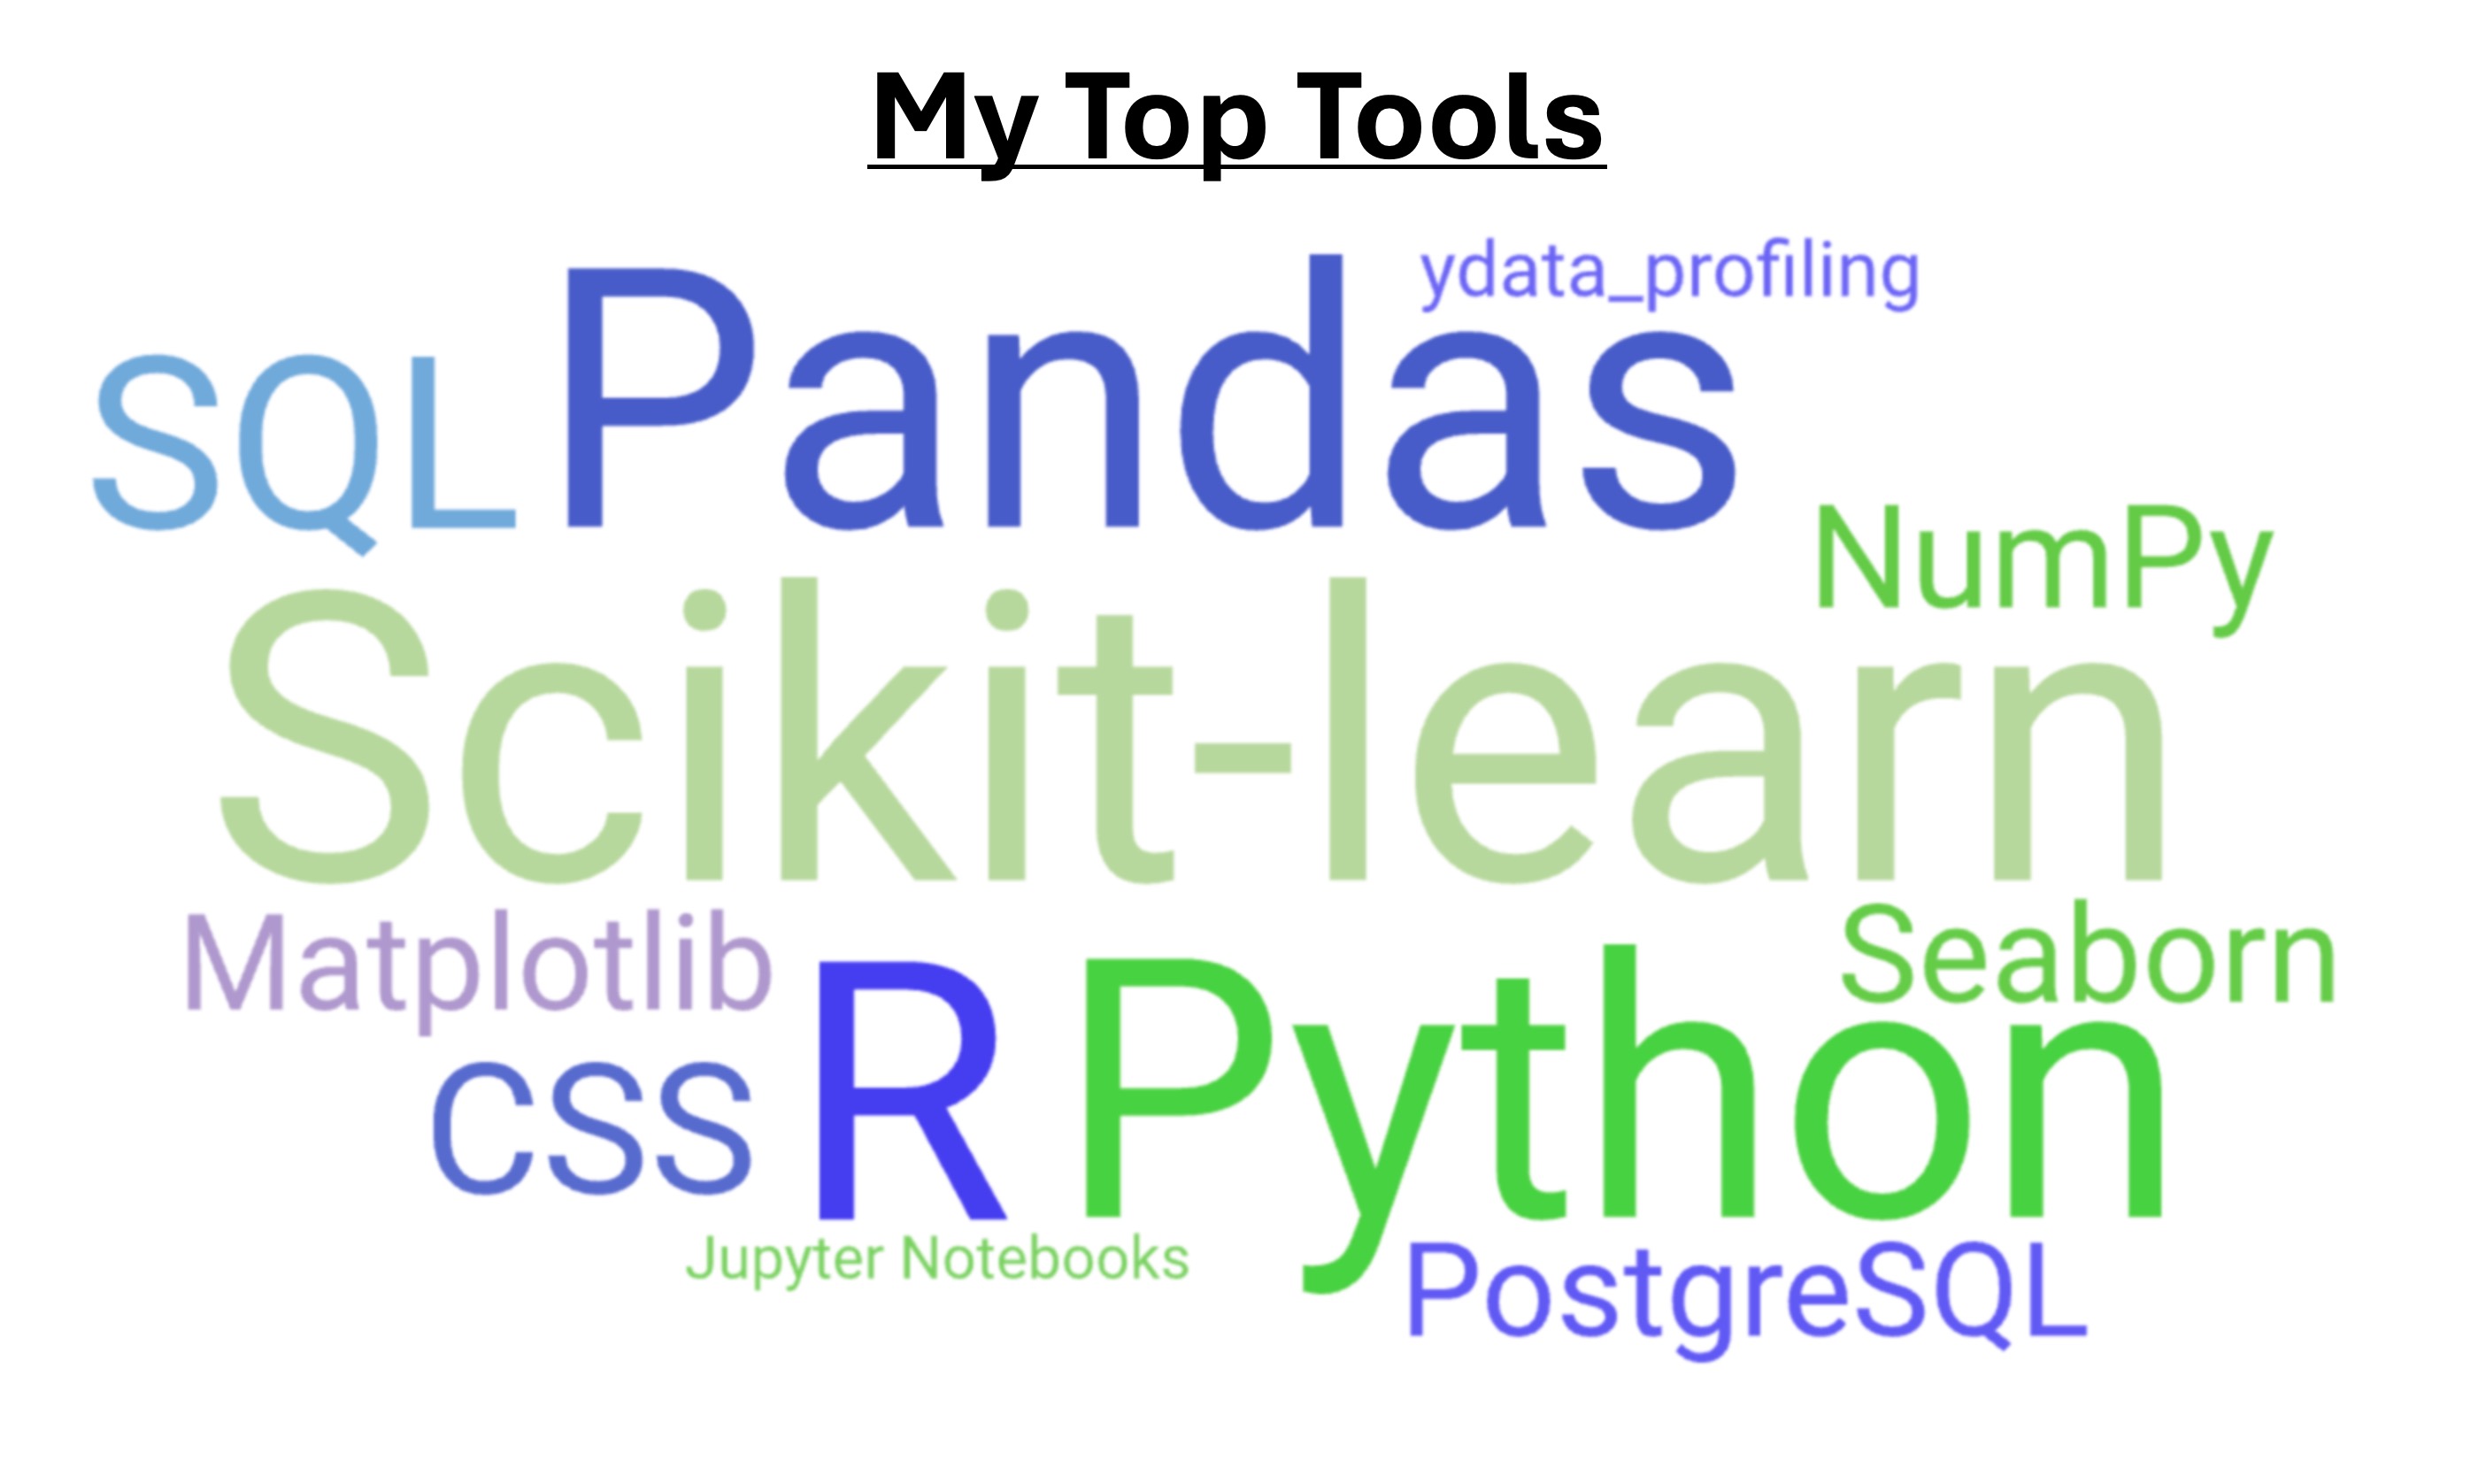 My Top Tools
ydata_profiling
SQL
Pandas
NumPy
Scikit-learn
Matplotlib
Seaborn
CSS
R
Python
Jupyter Notebooks
PostgreSQL